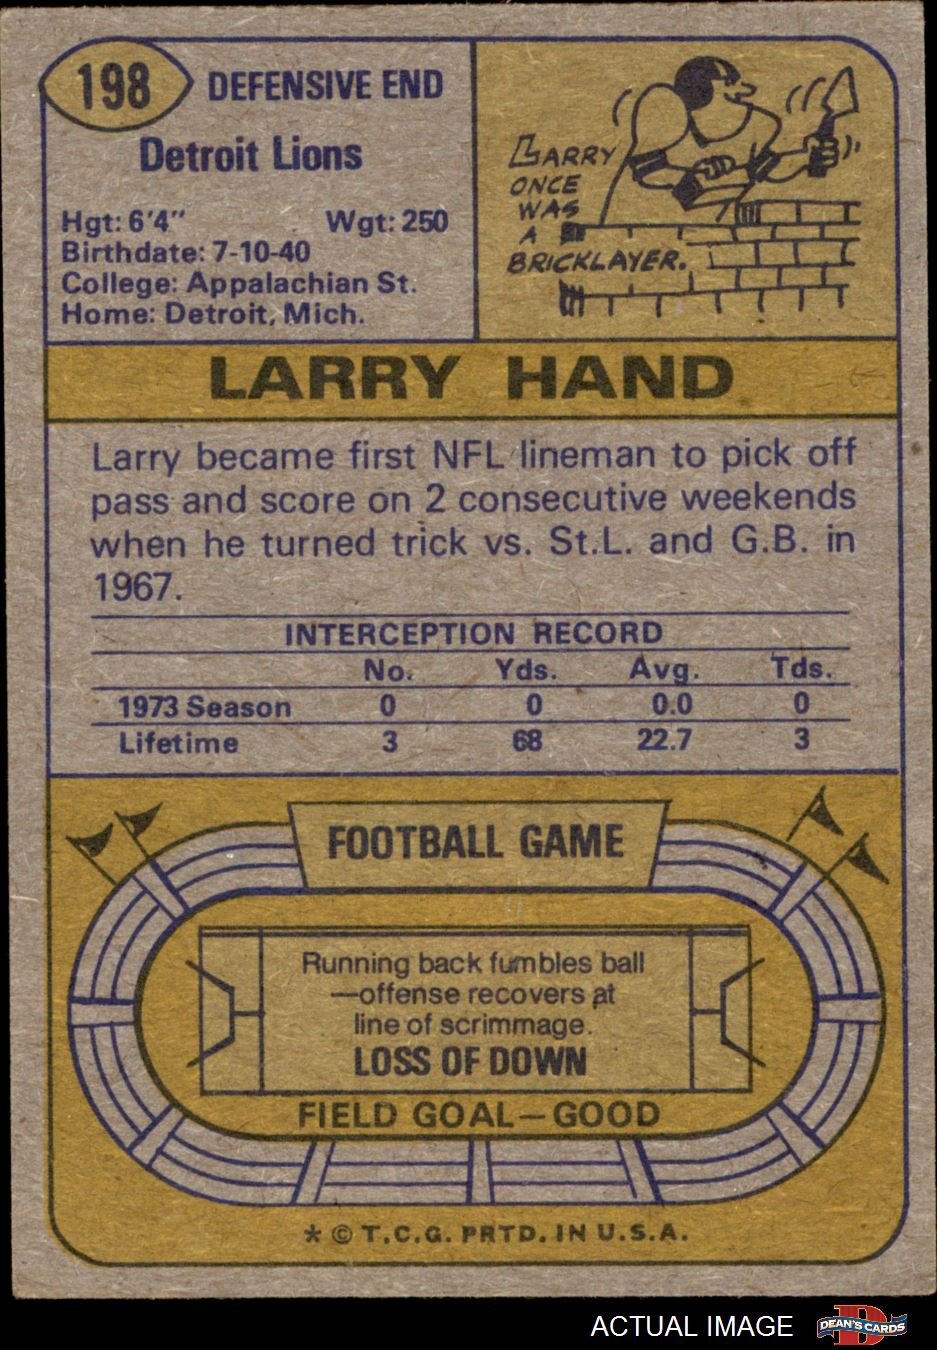 198
DEFENSIVE END
Detroit Lions
Hgt: 6'4" Wgt: 250
Birthdate: 7-10-40
College: Appalachian St.
Home: Detroit, Mich.
LARRY
ONCE
WAS
A
BRICKLAYER.
LARRY HAND
Larry became first NFL lineman to pick off
pass and score on 2 consecutive weekends
when he turned trick vs. St.L. and G.B. in
1967.
INTERCEPTION RECORD
No. Yds. Avg. Tds.
1973 Season 0 0 0.0 0
Lifetime 3 68 22.7 3
FOOTBALL GAME
Running back fumbles ball
—offense recovers at
line of scrimmage.
LOSS OF DOWN
FIELD GOAL—GOOD
* © T.C.G. PRTD. IN U.S.A.
ACTUAL IMAGE
D
DEAN'S CARDS